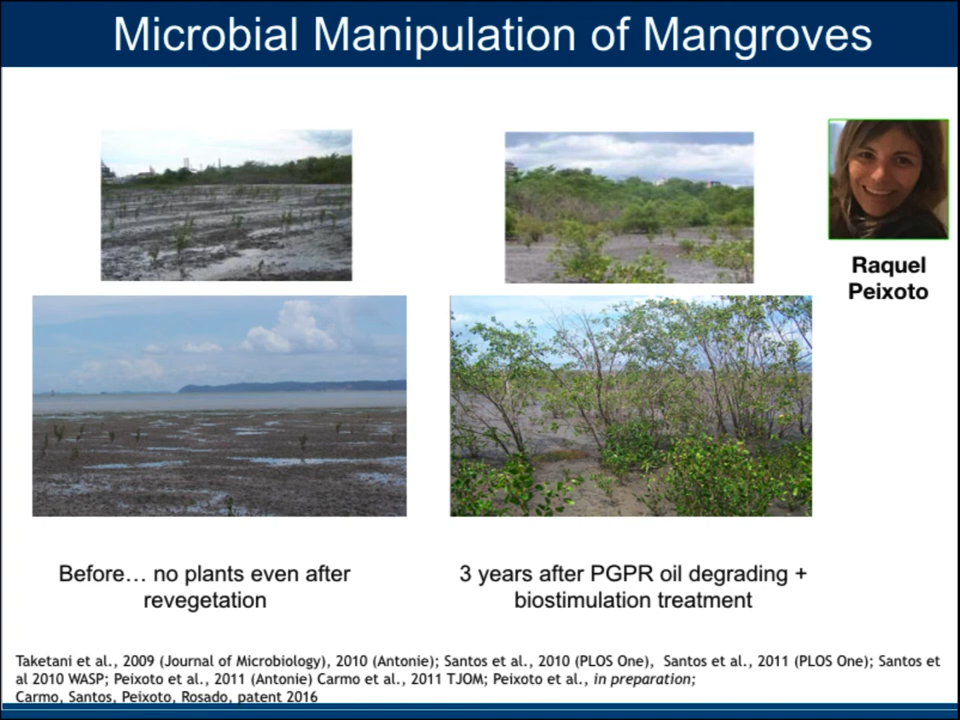 Microbial Manipulation of Mangroves
Raquel
Peixoto
Before… no plants even after
revegetation
3 years after PGPR oil degrading +
biostimulation treatment
Taketani et al., 2009 (Journal of Microbiology), 2010 (Antonie); Santos et al., 2010 (PLOS One), Santos et al., 2011 (PLOS One); Santos et
al 2010 WASP; Peixoto et al., 2011 (Antonie) Carmo et al., 2011 TJOM; Peixoto et al., in preparation;
Carmo, Santos, Peixoto, Rosado, patent 2016